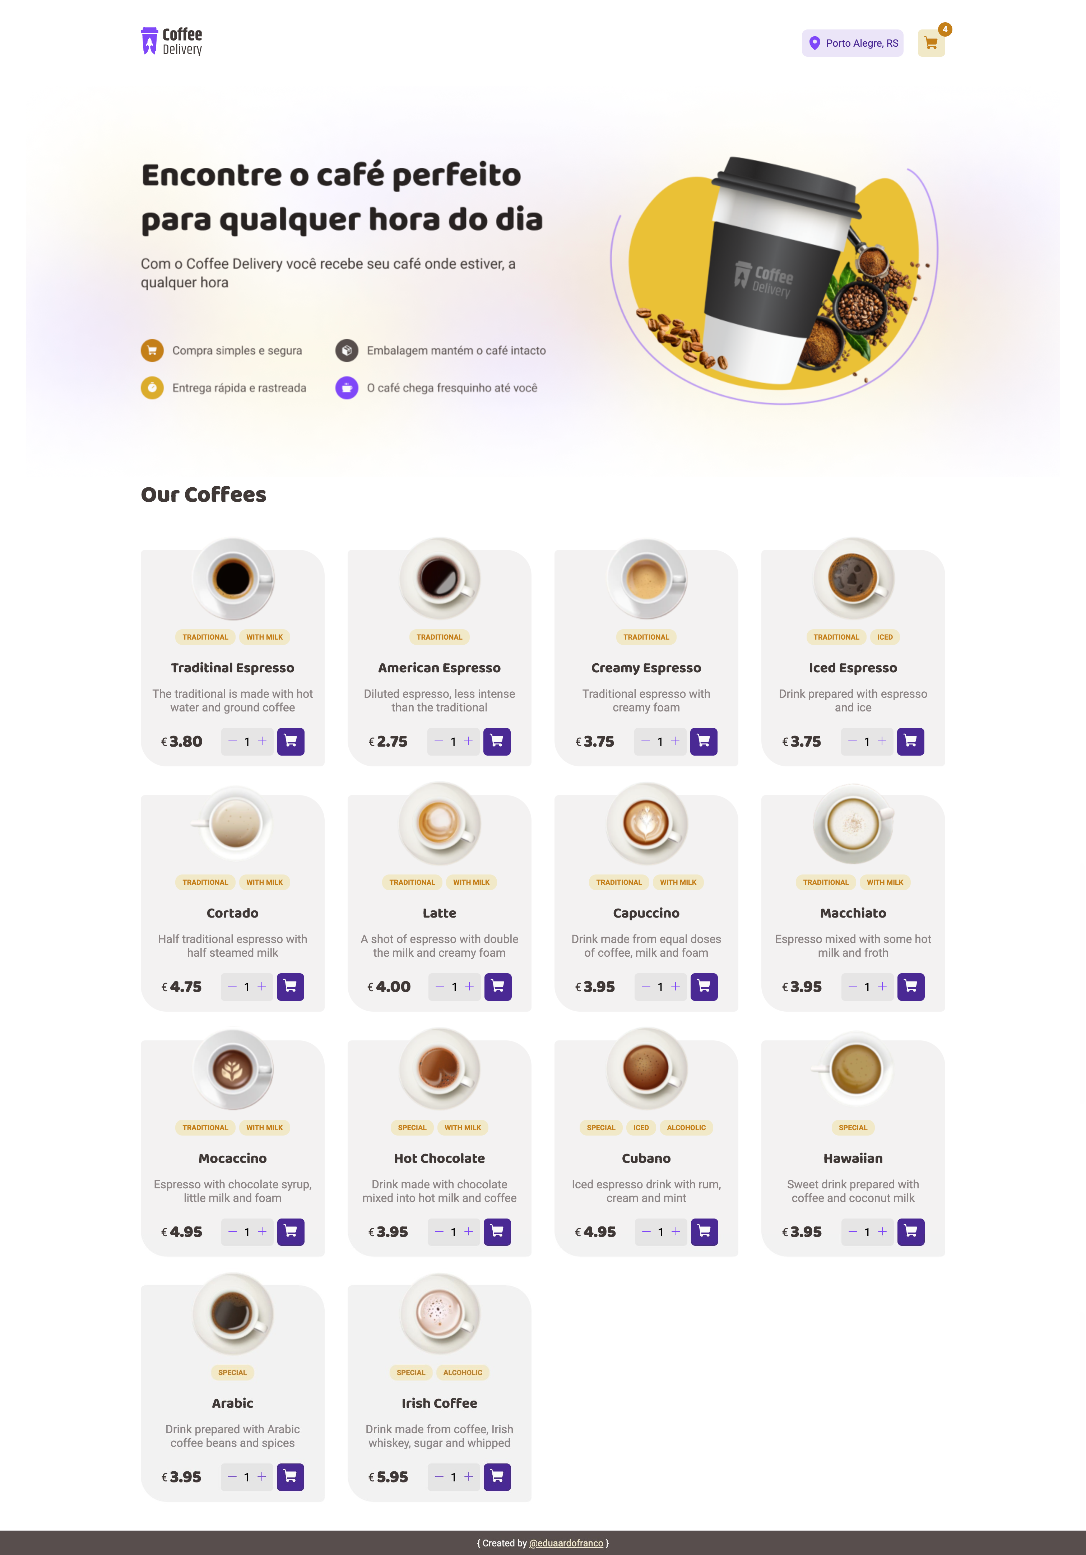 Coffee
Delivery
Porto Alegre, RS
4
Encontre o café perfeito
para qualquer hora do dia
Com o Coffee Delivery você recebe seu café onde estiver, a
qualquer hora
Compra simples e segura
Embalagem mantém o café intacto
Entrega rápida e rastreada
O café chega fresquinho até você
Coffee
Delivery
Our Coffees
TRADITIONAL WITH MILK
Traditinal Espresso
The traditional is made with hot
water and ground coffee
€ 3.80 − 1 +
TRADITIONAL
American Espresso
Diluted espresso, less intense
than the traditional
€ 2.75 − 1 +
TRADITIONAL
Creamy Espresso
Traditional espresso with
creamy foam
€ 3.75 − 1 +
TRADITIONAL ICED
Iced Espresso
Drink prepared with espresso
and ice
€ 3.75 − 1 +
TRADITIONAL WITH MILK
Cortado
Half traditional espresso with
half steamed milk
€ 4.75 − 1 +
TRADITIONAL WITH MILK
Latte
A shot of espresso with double
the milk and creamy foam
€ 4.00 − 1 +
TRADITIONAL WITH MILK
Capuccino
Drink made from equal doses
of coffee, milk and foam
€ 3.95 − 1 +
TRADITIONAL WITH MILK
Macchiato
Espresso mixed with some hot
milk and froth
€ 3.95 − 1 +
TRADITIONAL WITH MILK
Mocaccino
Espresso with chocolate syrup,
little milk and foam
€ 4.95 − 1 +
SPECIAL WITH MILK
Hot Chocolate
Drink made with chocolate
mixed into hot milk and coffee
€ 3.95 − 1 +
SPECIAL ICED ALCOHOLIC
Cubano
Iced espresso drink with rum,
cream and mint
€ 4.95 − 1 +
SPECIAL
Hawaiian
Sweet drink prepared with
coffee and coconut milk
€ 3.95 − 1 +
SPECIAL
Arabic
Drink prepared with Arabic
coffee beans and spices
€ 3.95 − 1 +
SPECIAL ALCOHOLIC
Irish Coffee
Drink made from coffee, Irish
whiskey, sugar and whipped
€ 5.95 − 1 +
{ Created by @eduaardofranco }